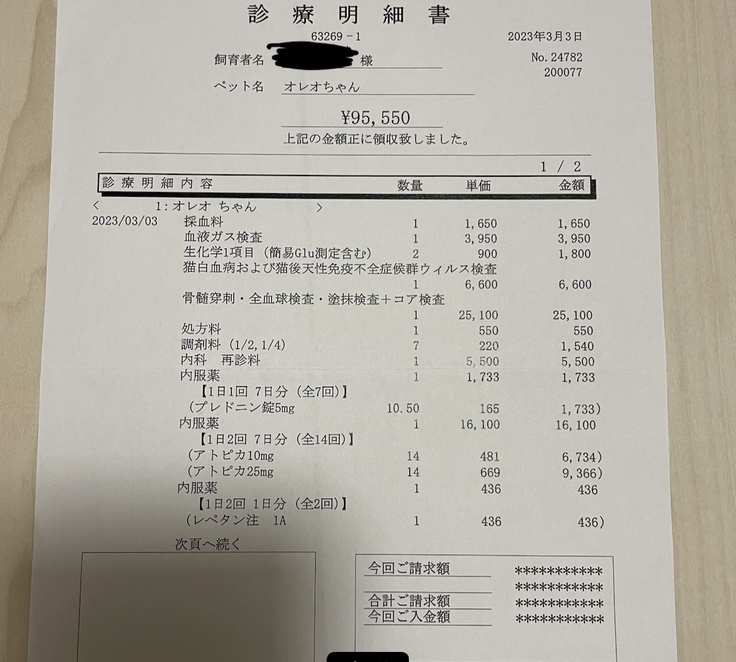 診療明細書
63269-1
2023年3月3日
飼育者名 様
No.24782
200077
ペット名 オレオちゃん
¥95,550
上記の金額正に領収致しました。
1 / 2
診療明細内容 数量 単価 金額
< 1:オレオ ちゃん >
2023/03/03 採血料 1 1,650 1,650
血液ガス検査 1 3,950 3,950
生化学1項目(簡易Glu測定含む) 2 900 1,800
猫白血病および猫後天性免疫不全症候群ウィルス検査
1 6,600 6,600
骨髄穿刺・全血球検査・塗抹検査+コア検査
1 25,100 25,100
処方料 1 550 550
調剤料(1/2,1/4) 7 220 1,540
内科 再診料 1 5,500 5,500
内服薬 1 1,733 1,733
【1日1回 7日分(全7回)】
(プレドニン錠5mg 10.50 165 1,733)
内服薬 1 16,100 16,100
【1日2回 7日分(全14回)】
(アトピカ10mg 14 481 6,734)
(アトピカ25mg 14 669 9,366)
内服薬 1 436 436
【1日2回 1日分(全2回)】
(レペタン注 1A 1 436 436)
次頁へ続く
今回ご請求額 ***********
***********
合計ご請求額 ***********
今回ご入金額 ***********